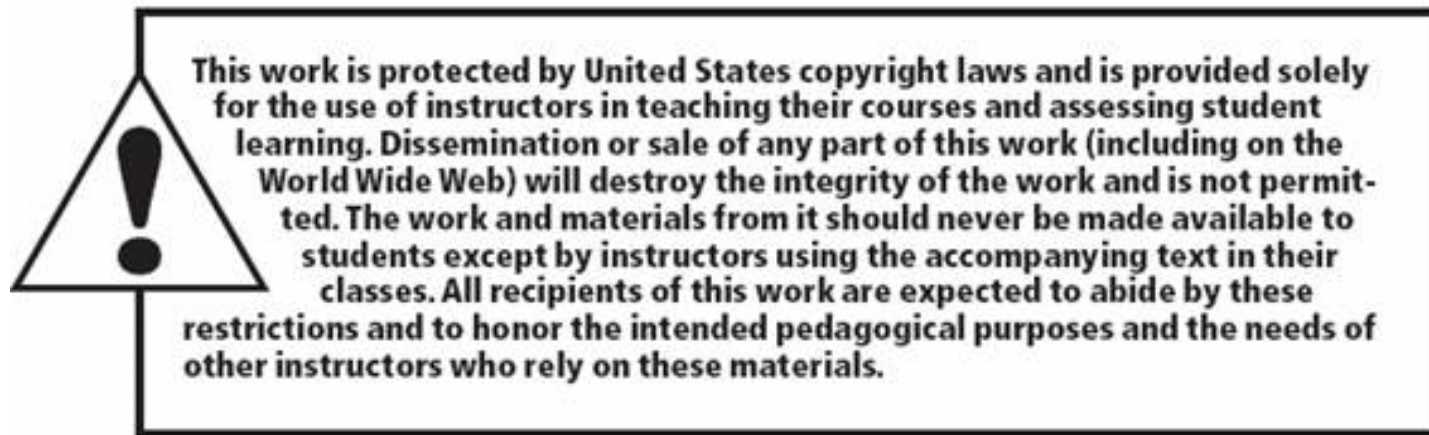 This work is protected by United States copyright laws and is provided solely
for the use of instructors in teaching their courses and assessing student
learning. Dissemination or sale of any part of this work (including on the
World Wide Web) will destroy the integrity of the work and is not permit-
ted. The work and materials from it should never be made available to
students except by instructors using the accompanying text in their
classes. All recipients of this work are expected to abide by these
restrictions and to honor the intended pedagogical purposes and the needs of
other instructors who rely on these materials.